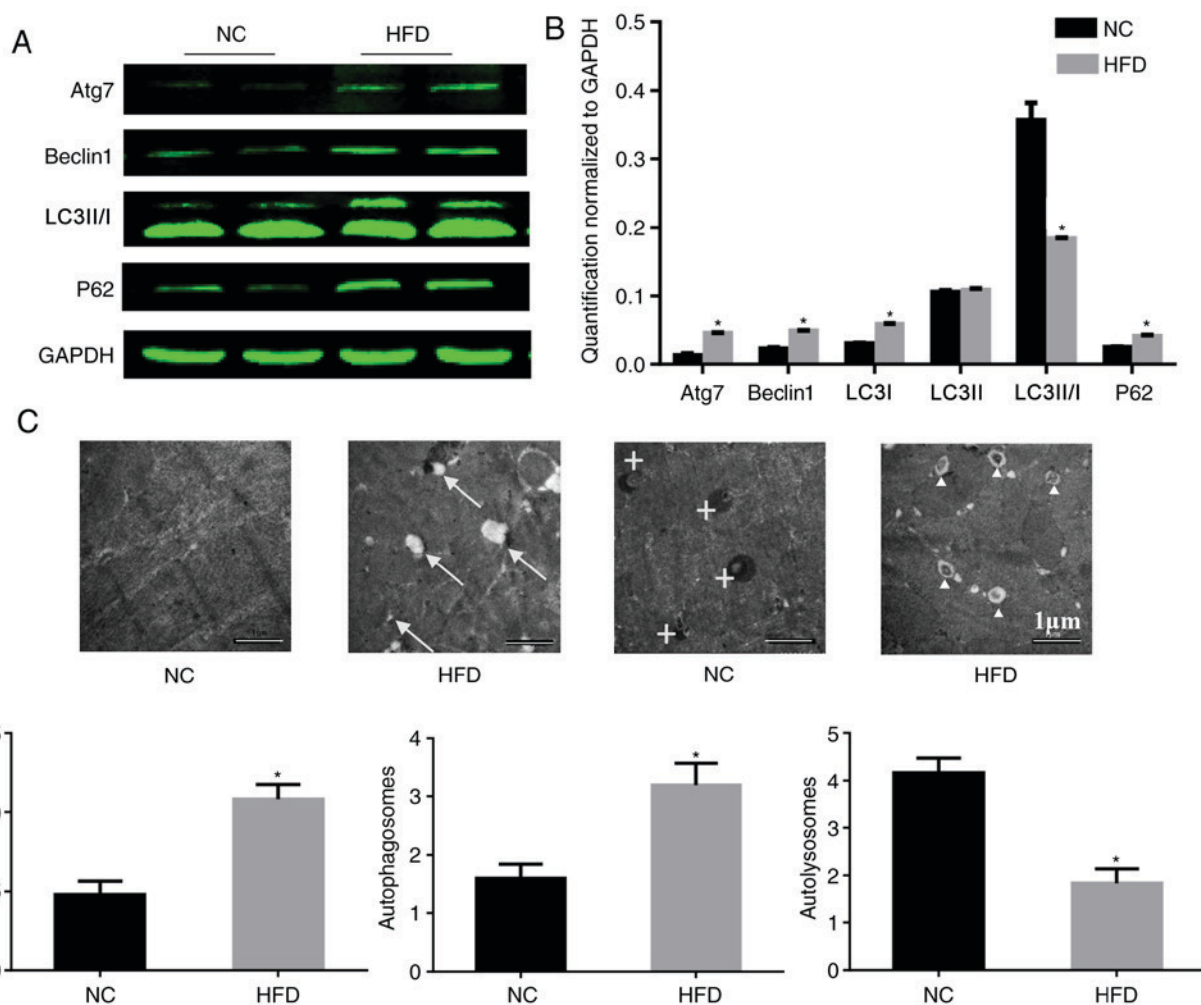 A
NC
HFD
Atg7
Beclin1
LC3II/I
P62
GAPDH
B
Quantification normalized to GAPDH
0.5
0.4
0.3
0.2
0.1
0.0
NC
HFD
*
*
*
*
*
Atg7
Beclin1
LC3I
LC3II
LC3II/I
P62
C
1µm
NC
HFD
NC
HFD
*
NC
HFD
Autophagosomes
4
3
2
1
0
*
NC
HFD
Autolysosomes
5
4
3
2
1
0
*
NC
HFD